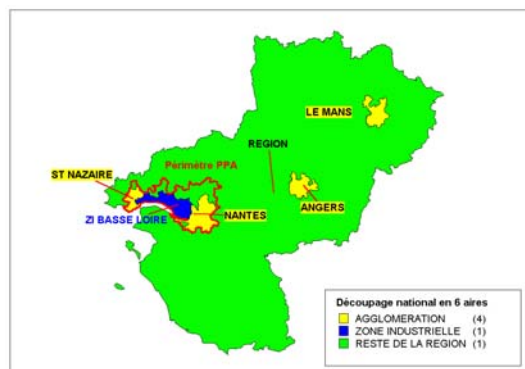 LE MANS
REGION
Périmètre PPA
ST NAZAIRE
ANGERS
ZI BASSE LOIRE
NANTES
Découpage national en 6 aires
AGGLOMERATION (4)
ZONE INDUSTRIELLE (1)
RESTE DE LA REGION (1)